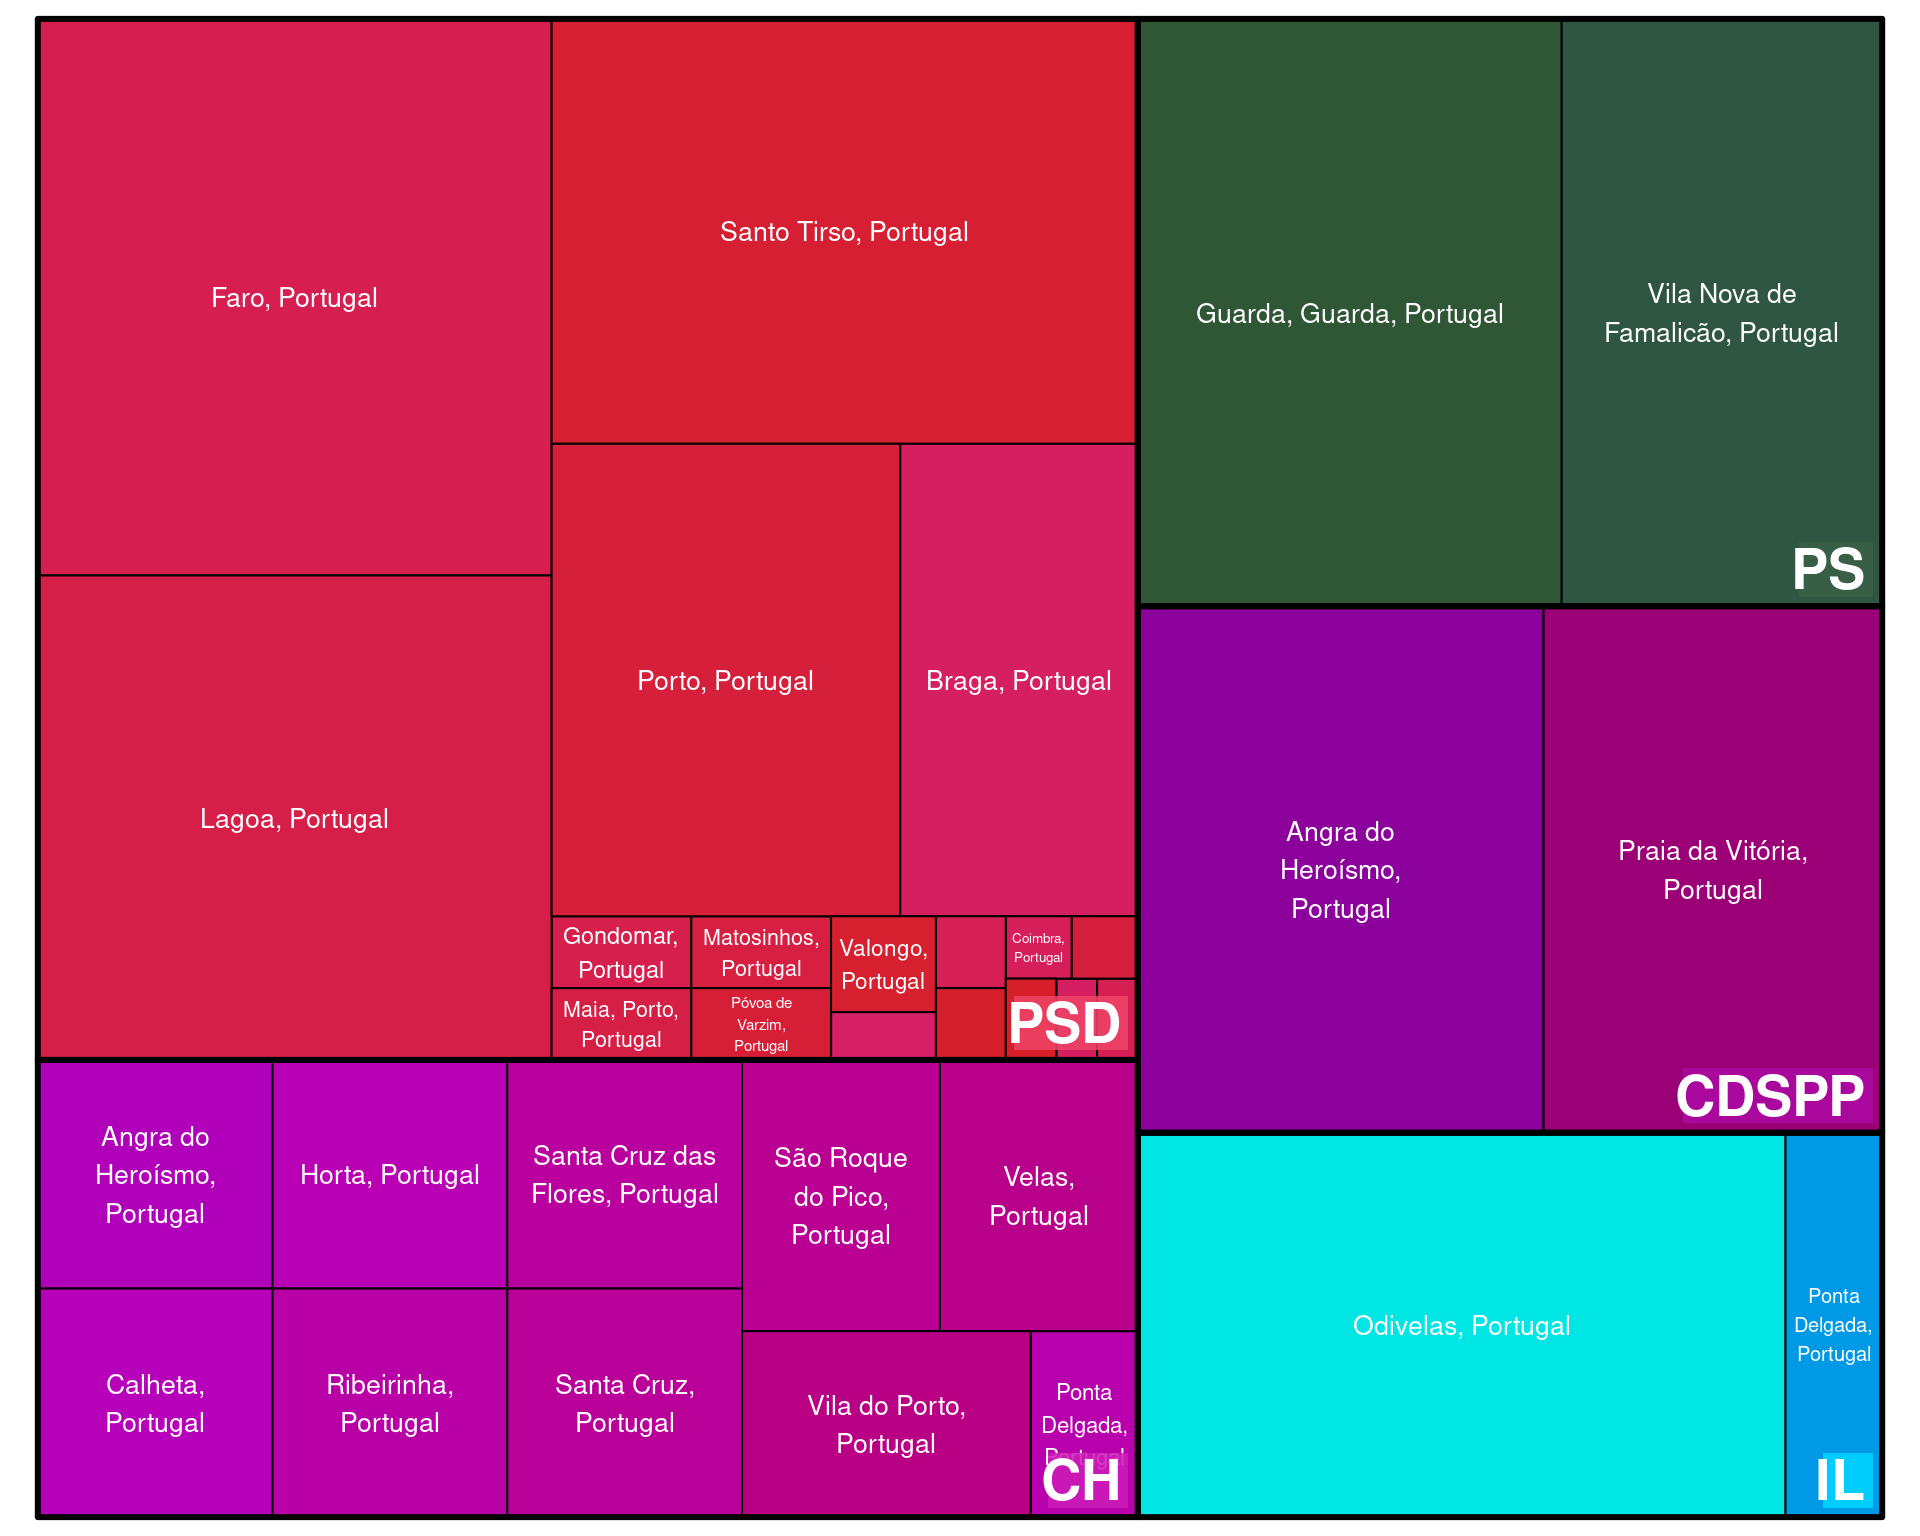 Faro, Portugal
Santo Tirso, Portugal
Lagoa, Portugal
Porto, Portugal
Braga, Portugal
Gondomar,
Portugal
Matosinhos,
Portugal
Valongo,
Portugal
Coimbra,
Portugal
Maia, Porto,
Portugal
Póvoa de
Varzim,
Portugal
PSD
Guarda, Guarda, Portugal
Vila Nova de
Famalicão, Portugal
PS
Angra do
Heroísmo,
Portugal
Praia da Vitória,
Portugal
CDSPP
Angra do
Heroísmo,
Portugal
Horta, Portugal
Santa Cruz das
Flores, Portugal
São Roque
do Pico,
Portugal
Velas,
Portugal
Calheta,
Portugal
Ribeirinha,
Portugal
Santa Cruz,
Portugal
Vila do Porto,
Portugal
Ponta
Delgada,
Portugal
CH
Odivelas, Portugal
Ponta
Delgada,
Portugal
IL